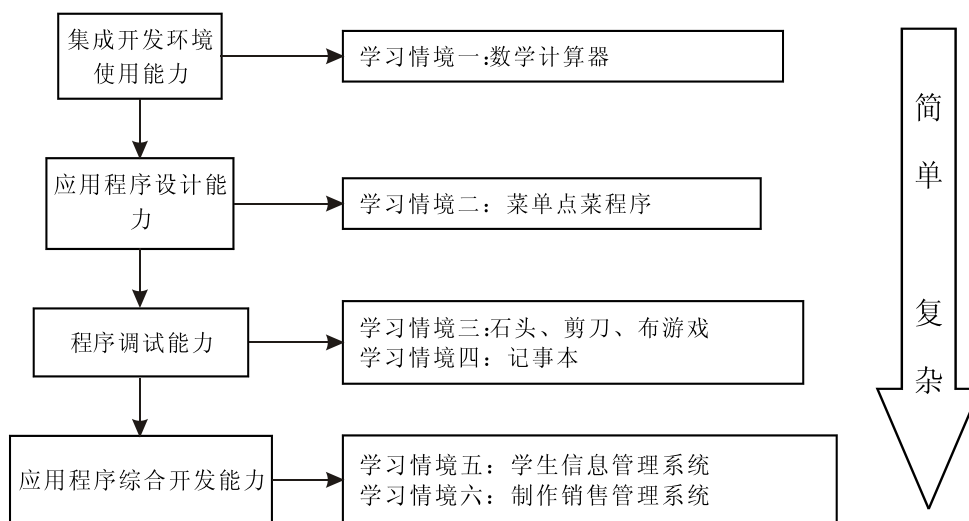 集成开发环境
使用能力
学习情境一:数学计算器
应用程序设计能
力
学习情境二：菜单点菜程序
程序调试能力
学习情境三:石头、剪刀、布游戏
学习情境四：记事本
应用程序综合开发能力
学习情境五：学生信息管理系统
学习情境六：制作销售管理系统
简
单
复
杂